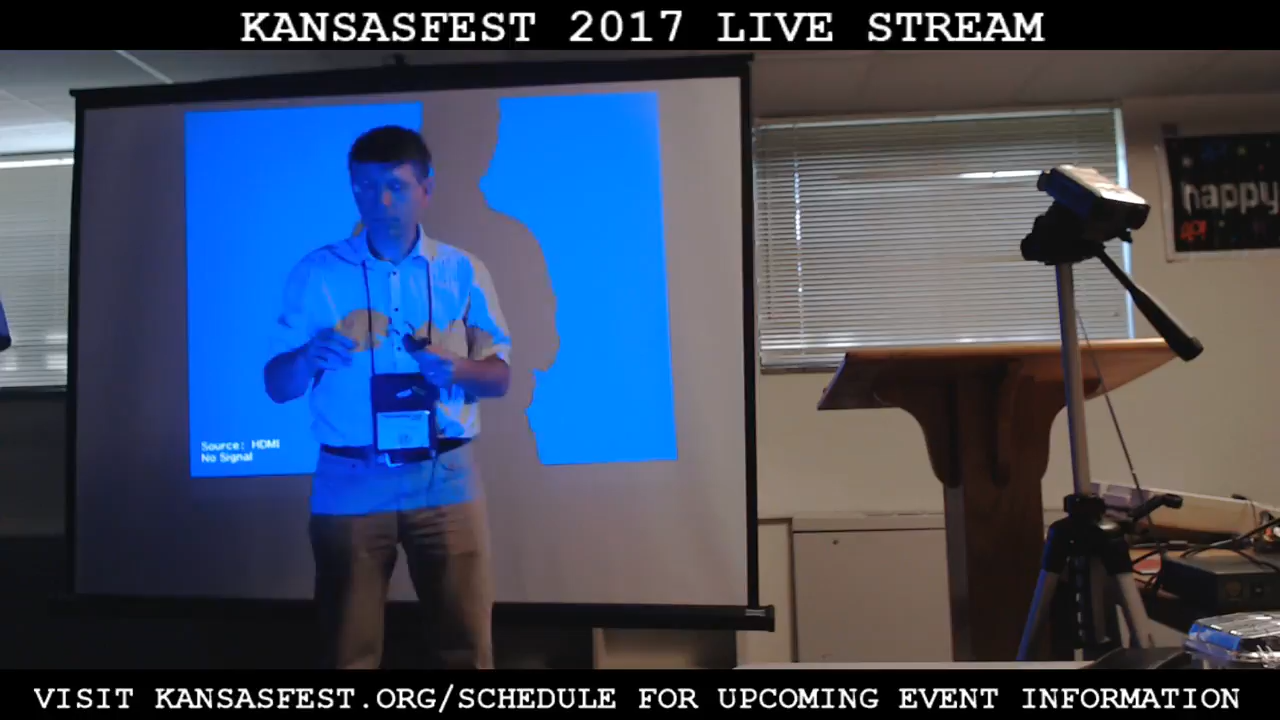 KANSASFEST 2017 LIVE STREAM
happy
Source: HDMI
No Signal
VISIT KANSASFEST.ORG/SCHEDULE FOR UPCOMING EVENT INFORMATION